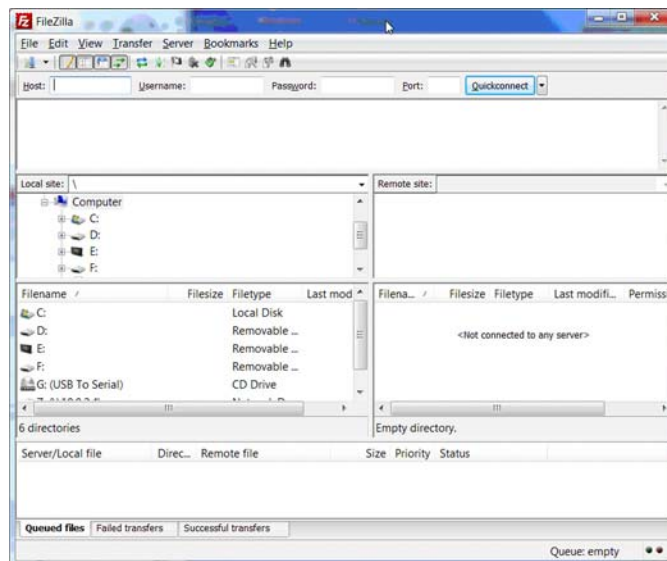 FileZilla
File Edit View Transfer Server Bookmarks Help
Host: Username: Password: Port: Quickconnect
Local site: \
Remote site:
Computer
C:
D:
E:
F:
Filename / Filesize Filetype Last mod
C: Local Disk
D: Removable ...
E: Removable ...
F: Removable ...
G: (USB To Serial) CD Drive
6 directories
Filena... / Filesize Filetype Last modifi... Permiss
<Not connected to any server>
Empty directory.
Server/Local file Direc... Remote file Size Priority Status
Queued files Failed transfers Successful transfers
Queue: empty